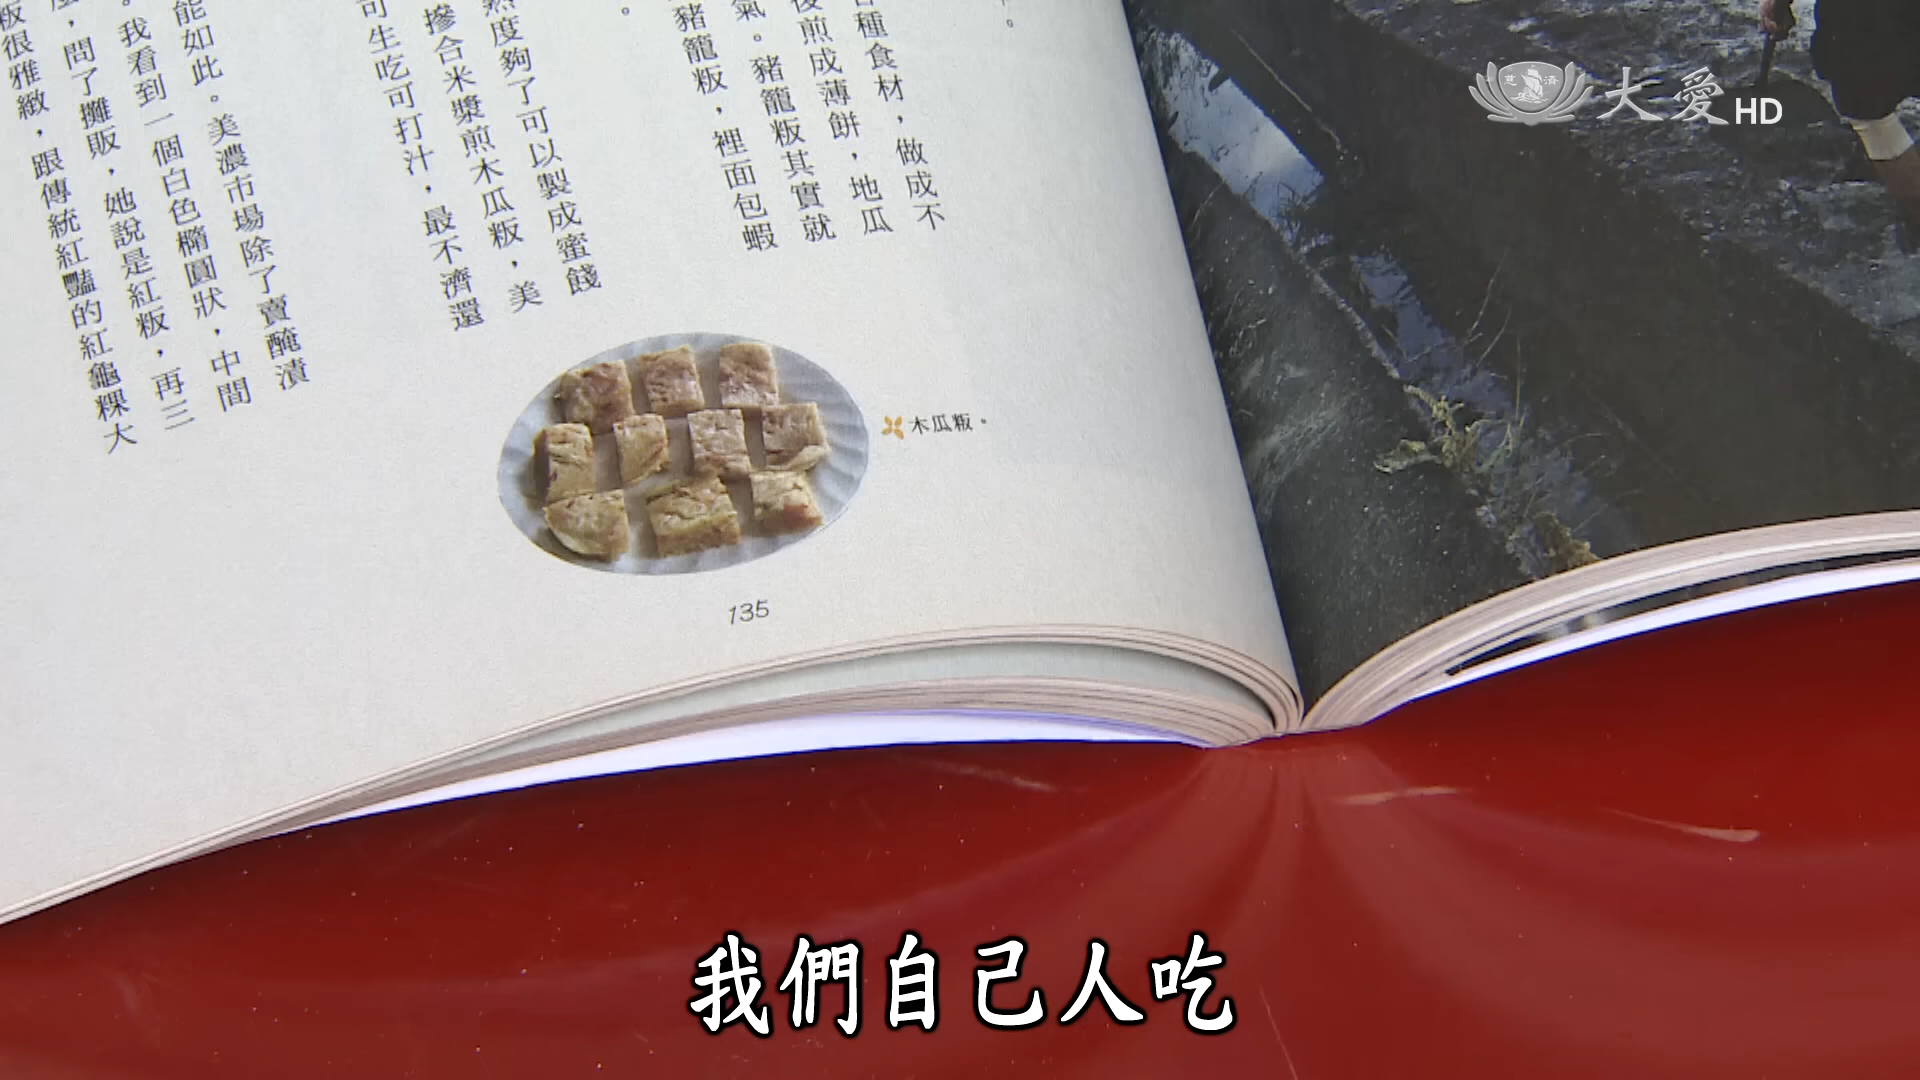 各種食材，做成不
後煎成薄餅，地瓜
氣。豬籠粄其實就
豬籠粄，裡面包蝦
。
熟度夠了可以製成蜜餞
摻合米漿煎木瓜粄，美
可生吃可打汁，最不濟還
能如此。美濃市場除了賣醃漬
。我看到一個白色橢圓狀，中間
，問了攤販，她說是紅粄，再三
粄很雅緻，跟傳統紅豔的紅龜粿大
木瓜粄。
135
慈濟
大愛HD
我們自己人吃